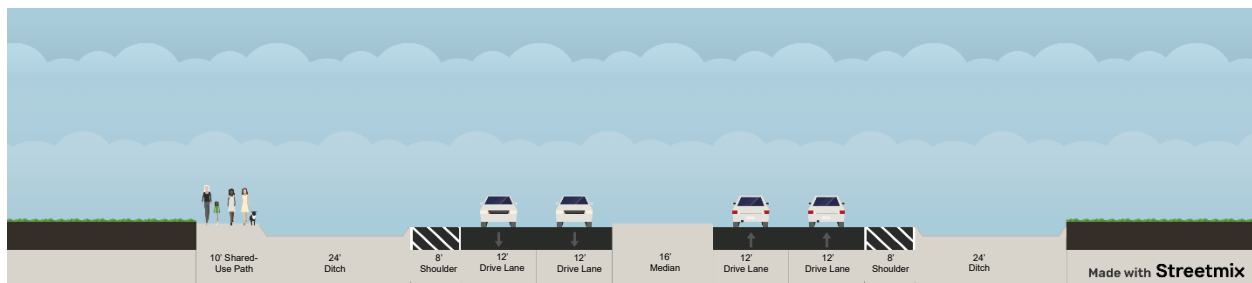 10' Shared-
Use Path
24'
Ditch
8'
Shoulder
12'
Drive Lane
12'
Drive Lane
16'
Median
12'
Drive Lane
12'
Drive Lane
8'
Shoulder
24'
Ditch
Made with Streetmix